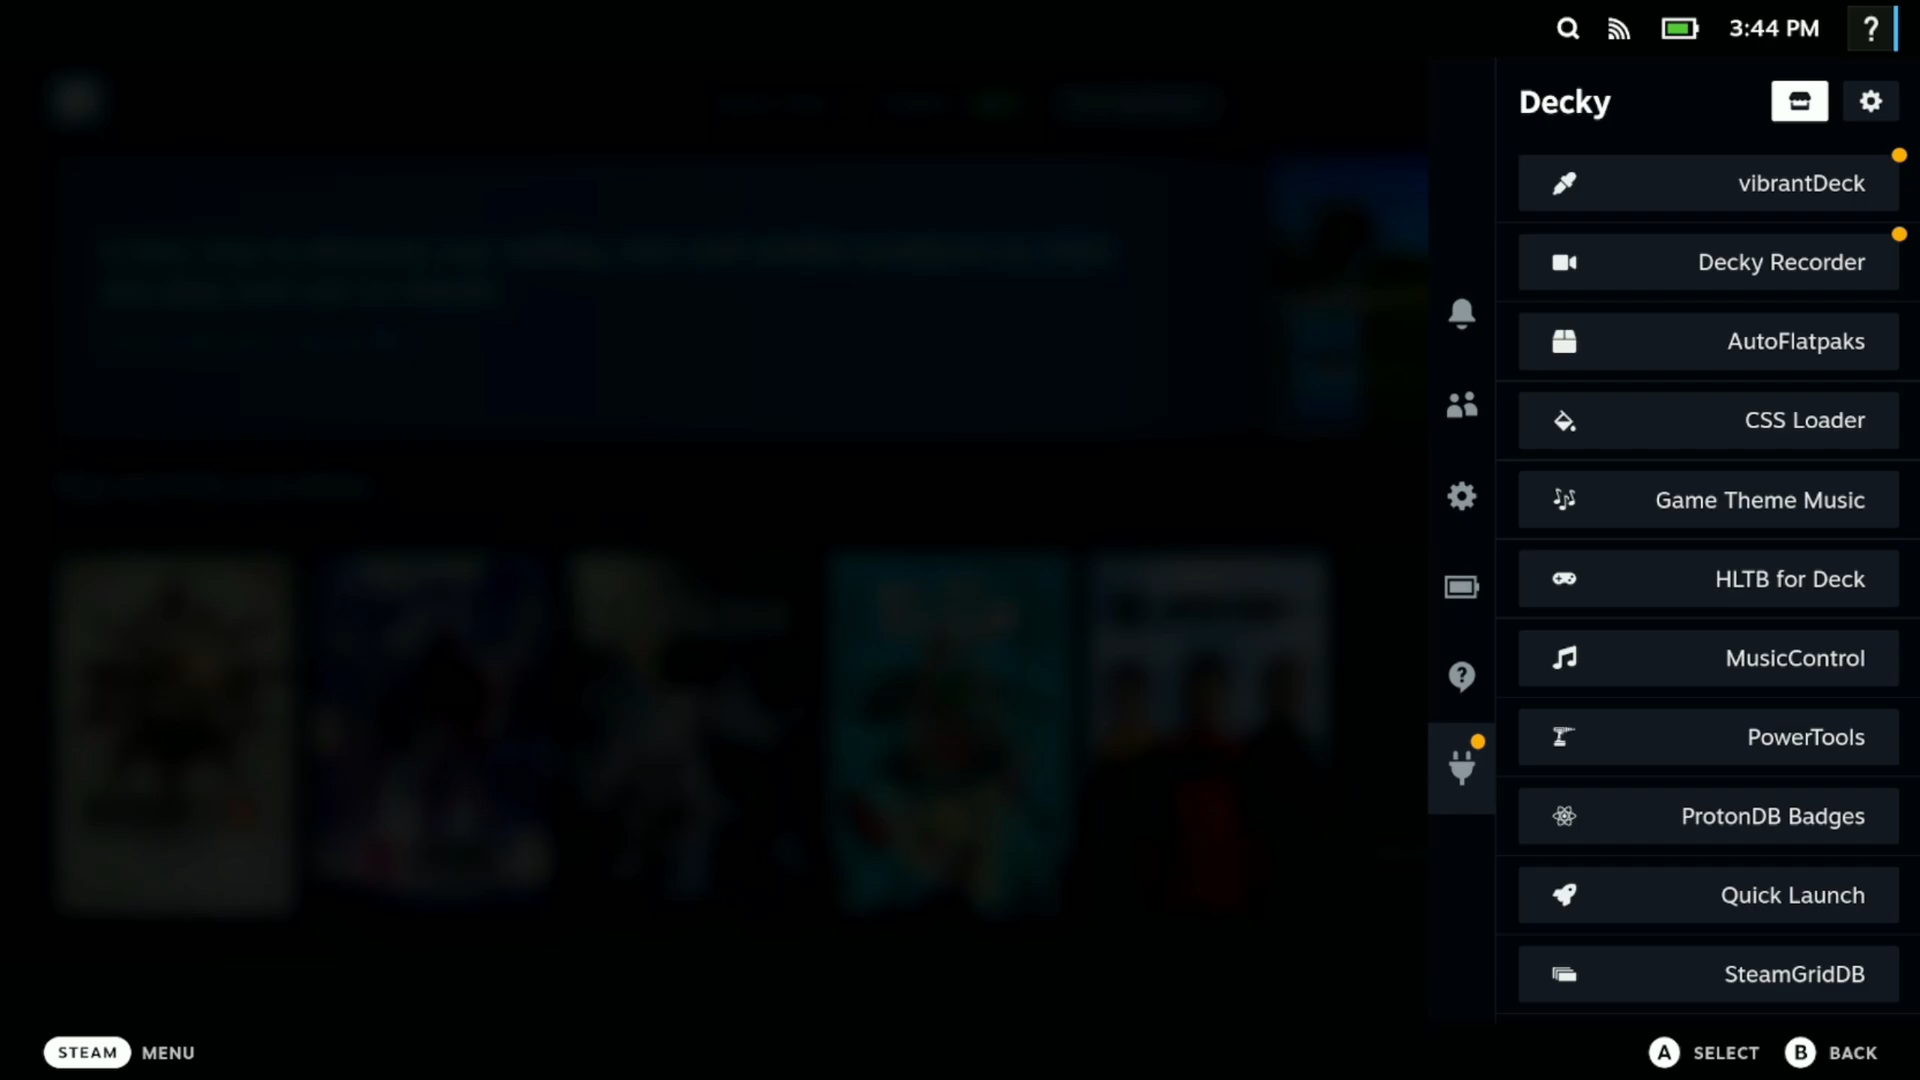 3:44 PM
?
Decky
vibrantDeck
Decky Recorder
AutoFlatpaks
CSS Loader
Game Theme Music
HLTB for Deck
MusicControl
PowerTools
ProtonDB Badges
Quick Launch
SteamGridDB
STEAM MENU
A SELECT B BACK